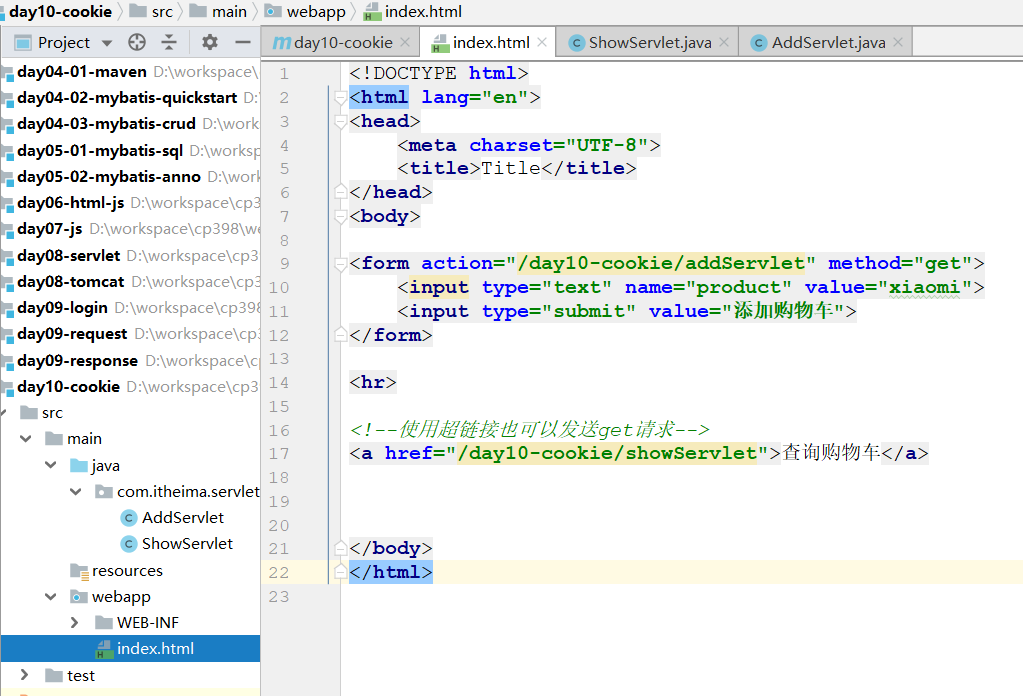 day10-cookie src main webapp index.html
Project
day10-cookie index.html ShowServlet.java AddServlet.java
day04-01-maven D:\workspace\
day04-02-mybatis-quickstart D:
day04-03-mybatis-crud D:\work
day05-01-mybatis-sql D:\worksp
day05-02-mybatis-anno D:\work
day06-html-js D:\workspace\cp3
day07-js D:\workspace\cp398\we
day08-servlet D:\workspace\cp3
day08-tomcat D:\workspace\cp3
day09-login D:\workspace\cp398
day09-request D:\workspace\cp3
day09-response D:\workspace\c
day10-cookie D:\workspace\cp3
src
main
java
com.itheima.servlet
AddServlet
ShowServlet
resources
webapp
WEB-INF
index.html
test
1 <!DOCTYPE html>
2 <html lang="en">
3 <head>
4 <meta charset="UTF-8">
5 <title>Title</title>
6 </head>
7 <body>
8
9 <form action="/day10-cookie/addServlet" method="get">
10 <input type="text" name="product" value="xiaomi">
11 <input type="submit" value="添加购物车">
12 </form>
13
14 <hr>
15
16 <!--使用超链接也可以发送get请求-->
17 <a href="/day10-cookie/showServlet">查询购物车</a>
18
19
20
21 </body>
22 </html>
23